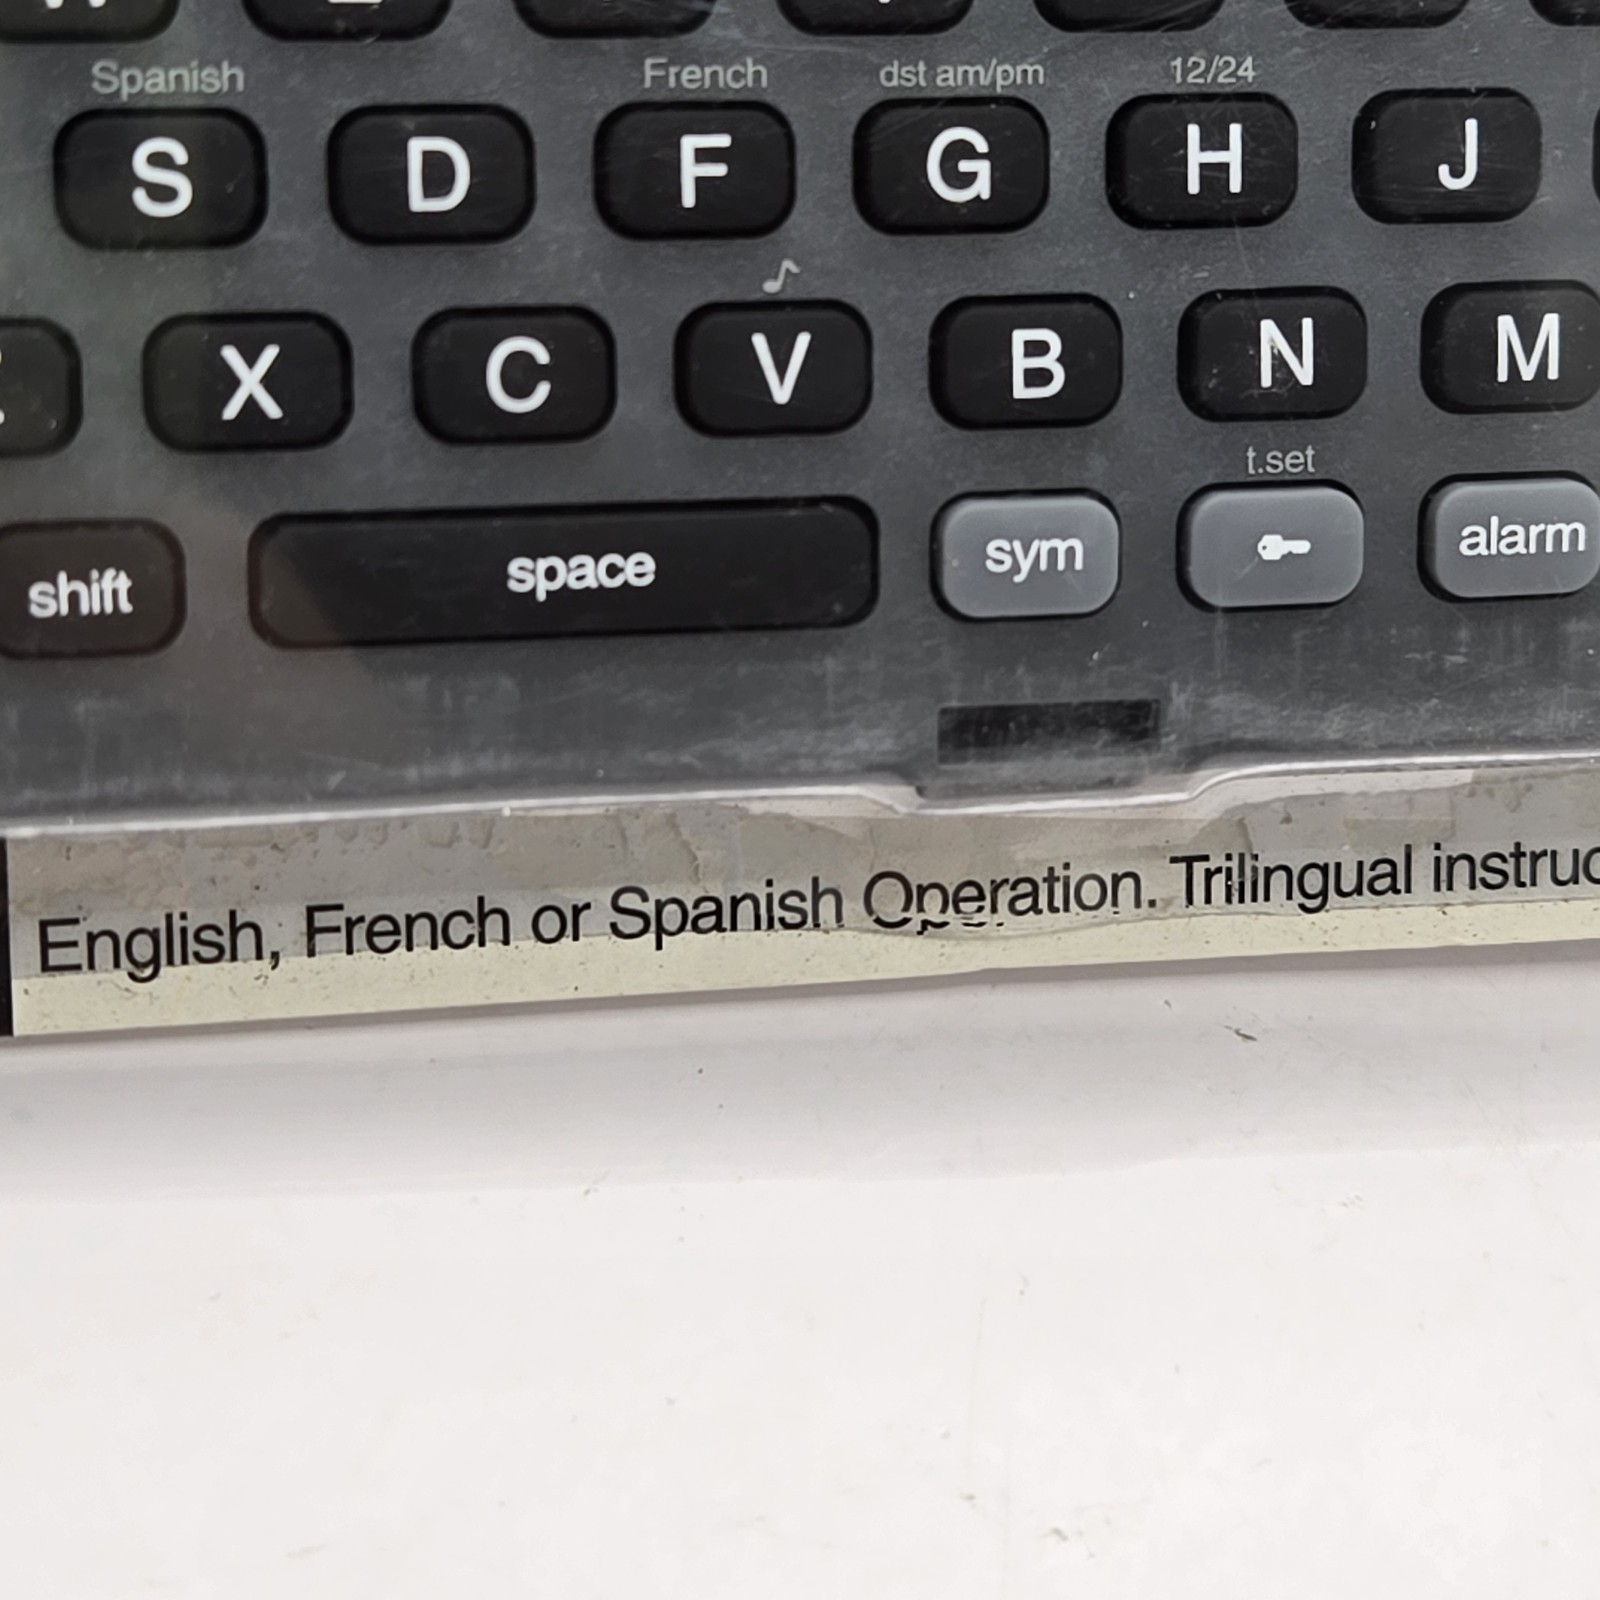 Spanish French dst am/pm 12/24
S D F G H J
X C V B N M
t.set
shift space sym alarm
English, French or Spanish Operation. Trilingual